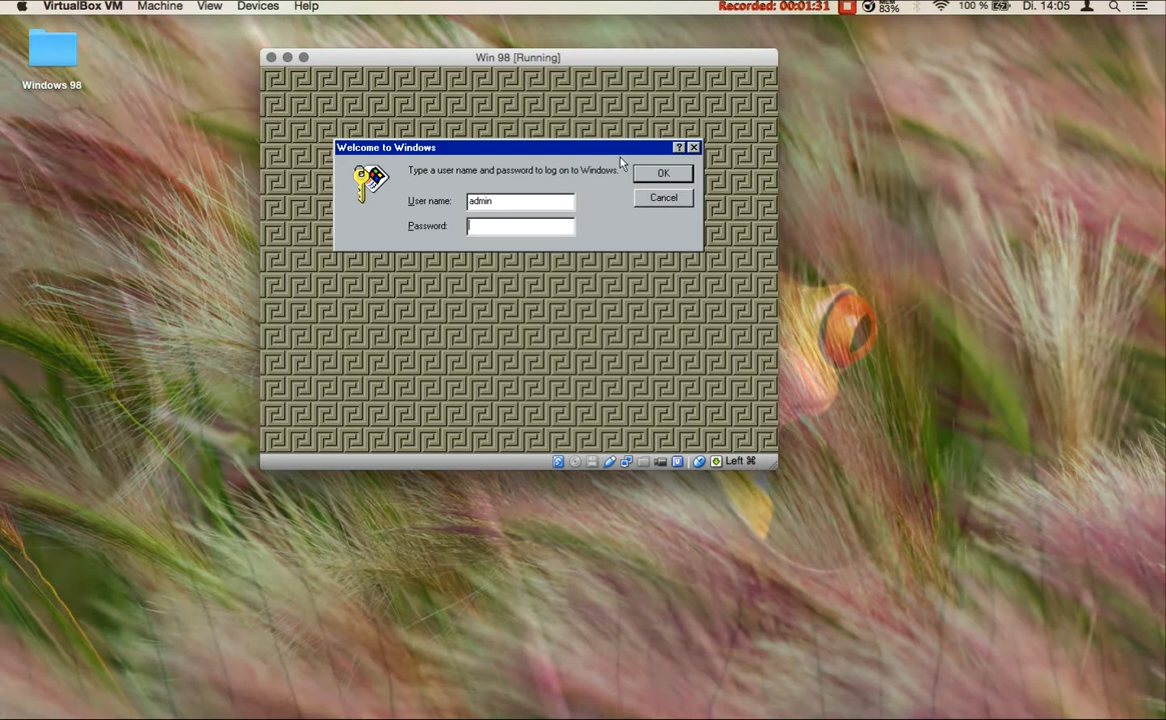 VirtualBox VM Machine View Devices Help Recorded: 00:01:31 MEM 83% 100 % Di. 14:05
Windows 98
Win 98 [Running]
Welcome to Windows
Type a user name and password to log on to Windows.
OK
User name: admin
Cancel
Password:
Left ⌘